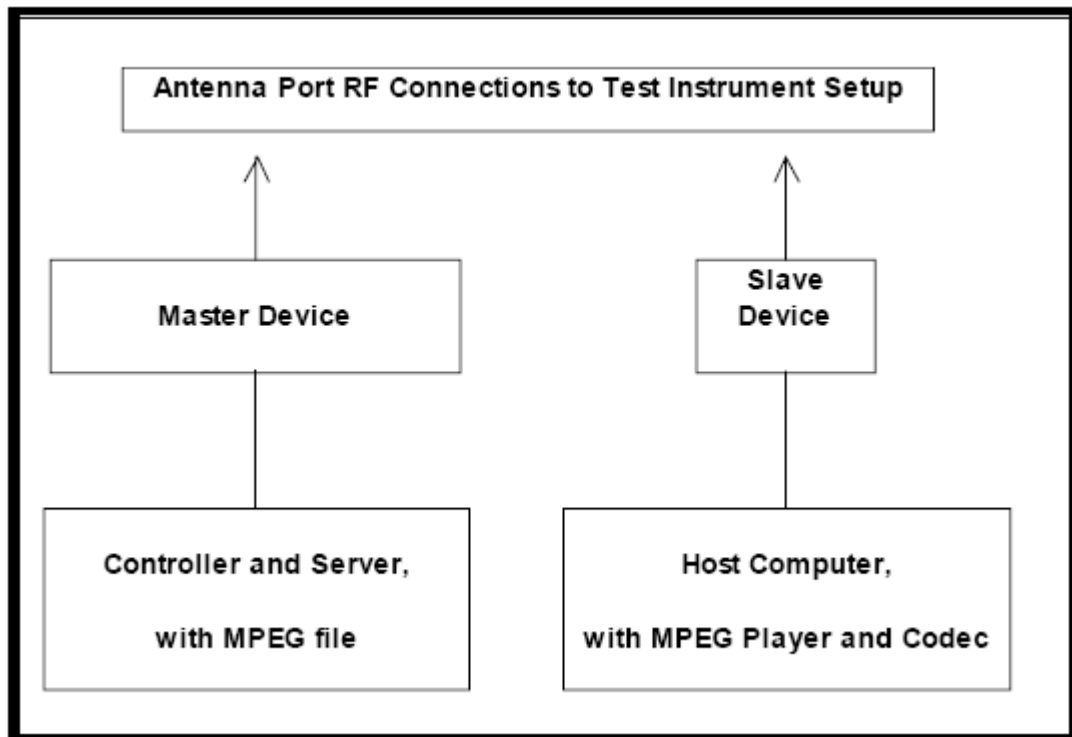 Antenna Port RF Connections to Test Instrument Setup
Master Device
Slave
Device
Controller and Server,
with MPEG file
Host Computer,
with MPEG Player and Codec